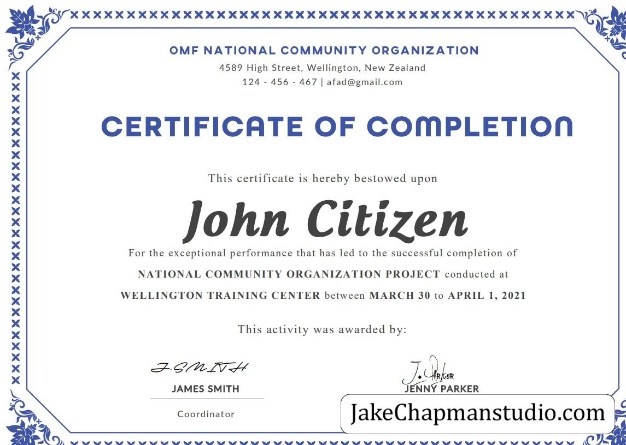 OMF NATIONAL COMMUNITY ORGANIZATION
4589 High Street, Wellington, New Zealand
124 - 456 - 467 | afad@gmail.com
CERTIFICATE OF COMPLETION
This certificate is hereby bestowed upon
John Citizen
For the exceptional performance that has led to the successful completion of
NATIONAL COMMUNITY ORGANIZATION PROJECT conducted at
WELLINGTON TRAINING CENTER between MARCH 30 to APRIL 1, 2021
This activity was awarded by:
J SMITH
J. Parker
JAMES SMITH
JENNY PARKER
Coordinator
JakeChapmanstudio.com